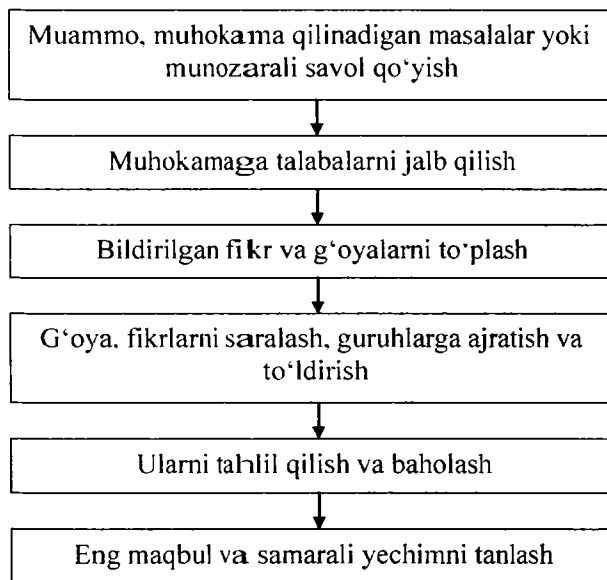 Muammo, muhokama qilinadigan masalalar yoki
munozarali savol qo‘yish
Muhokamaga talabalarni jalb qilish
Bildirilgan fikr va g‘oyalarni to‘plash
G‘oya, fikrlarni saralash, guruhlarga ajratish va
to‘ldirish
Ularni tahlil qilish va baholash
Eng maqbul va samarali yechimni tanlash